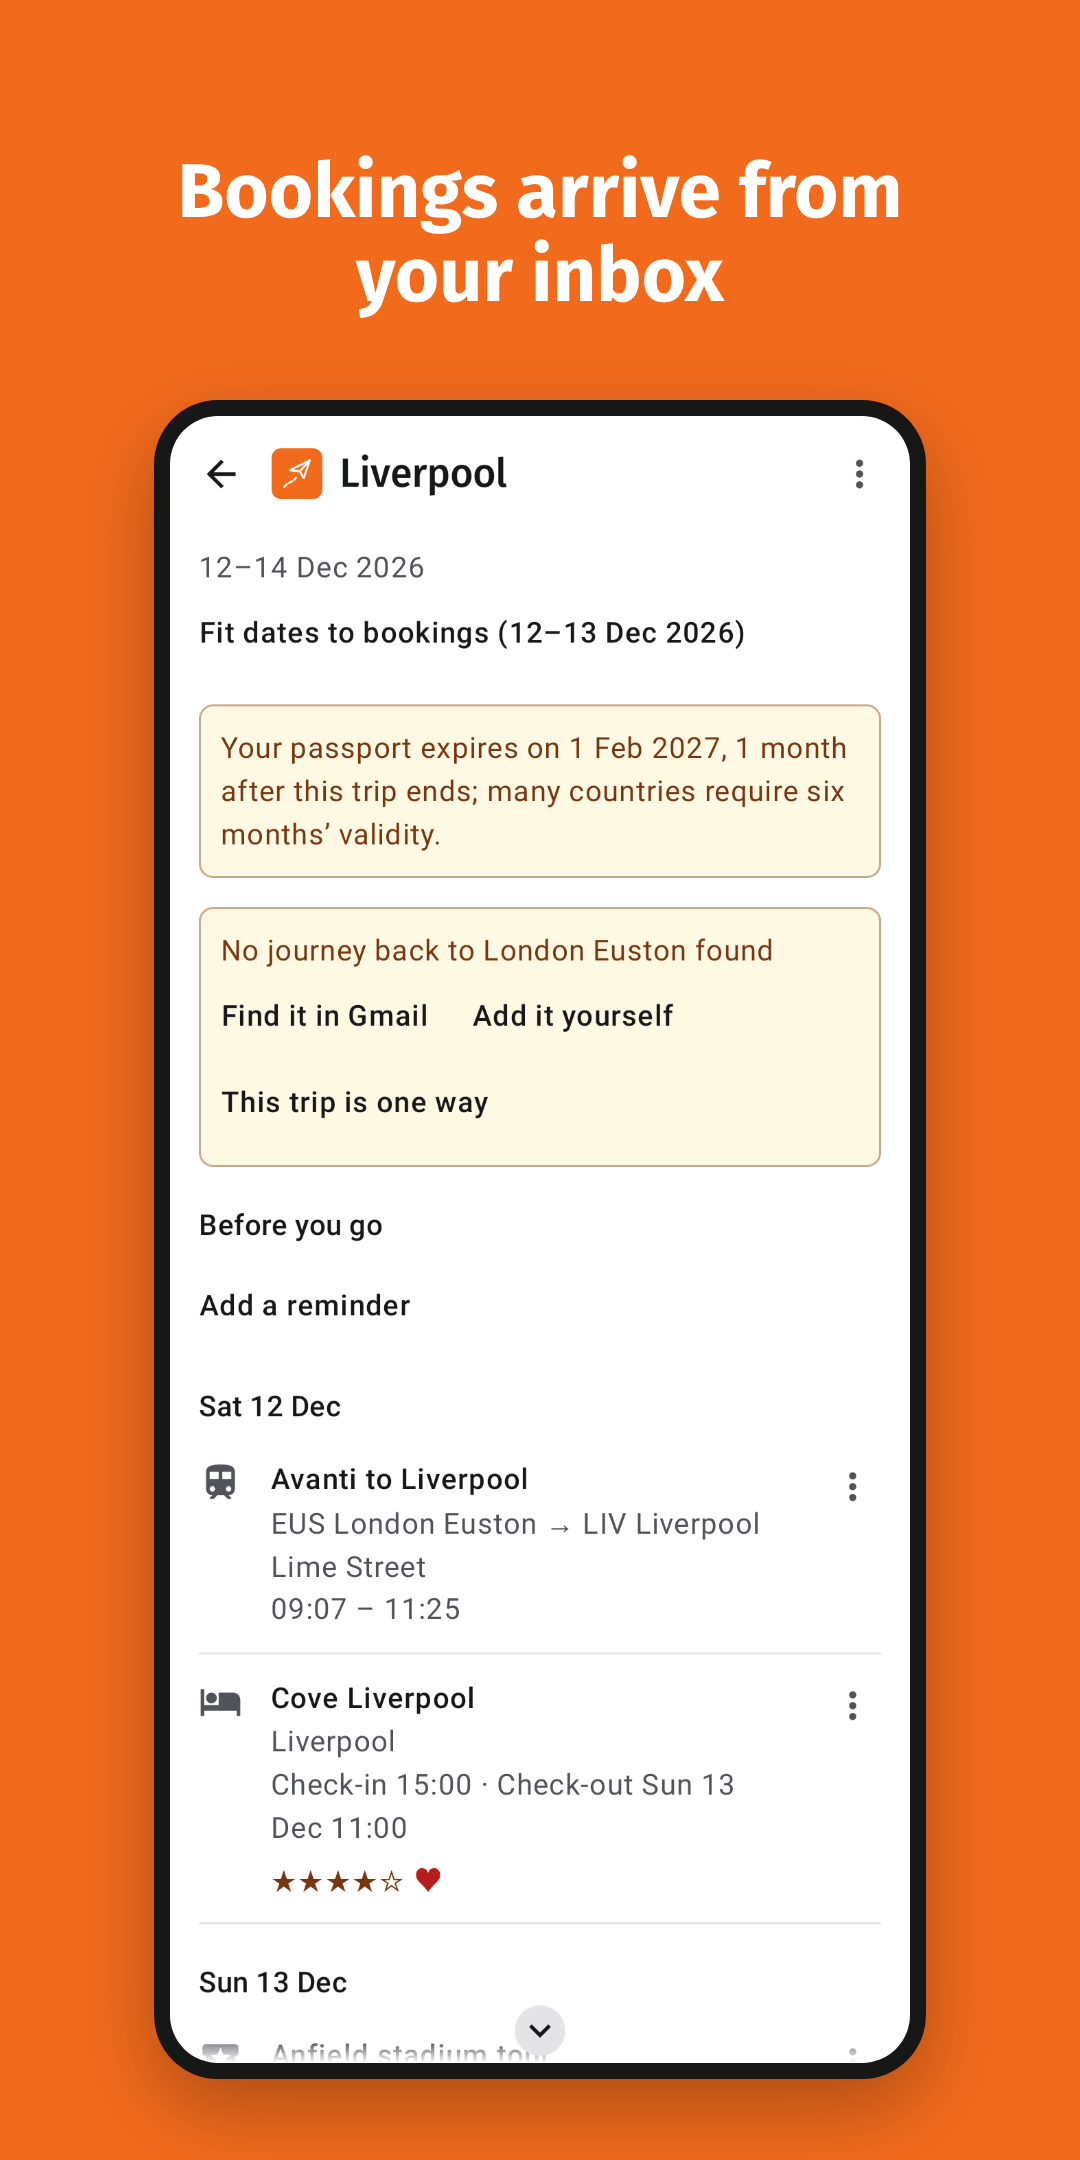 Bookings arrive from
your inbox
Liverpool
12–14 Dec 2026
Fit dates to bookings (12–13 Dec 2026)
Your passport expires on 1 Feb 2027, 1 month
after this trip ends; many countries require six
months’ validity.
No journey back to London Euston found
Find it in Gmail Add it yourself
This trip is one way
Before you go
Add a reminder
Sat 12 Dec
Avanti to Liverpool
EUS London Euston → LIV Liverpool
Lime Street
09:07 – 11:25
Cove Liverpool
Liverpool
Check-in 15:00 · Check-out Sun 13
Dec 11:00
★★★★☆ ♥
Sun 13 Dec
Anfield stadium tour